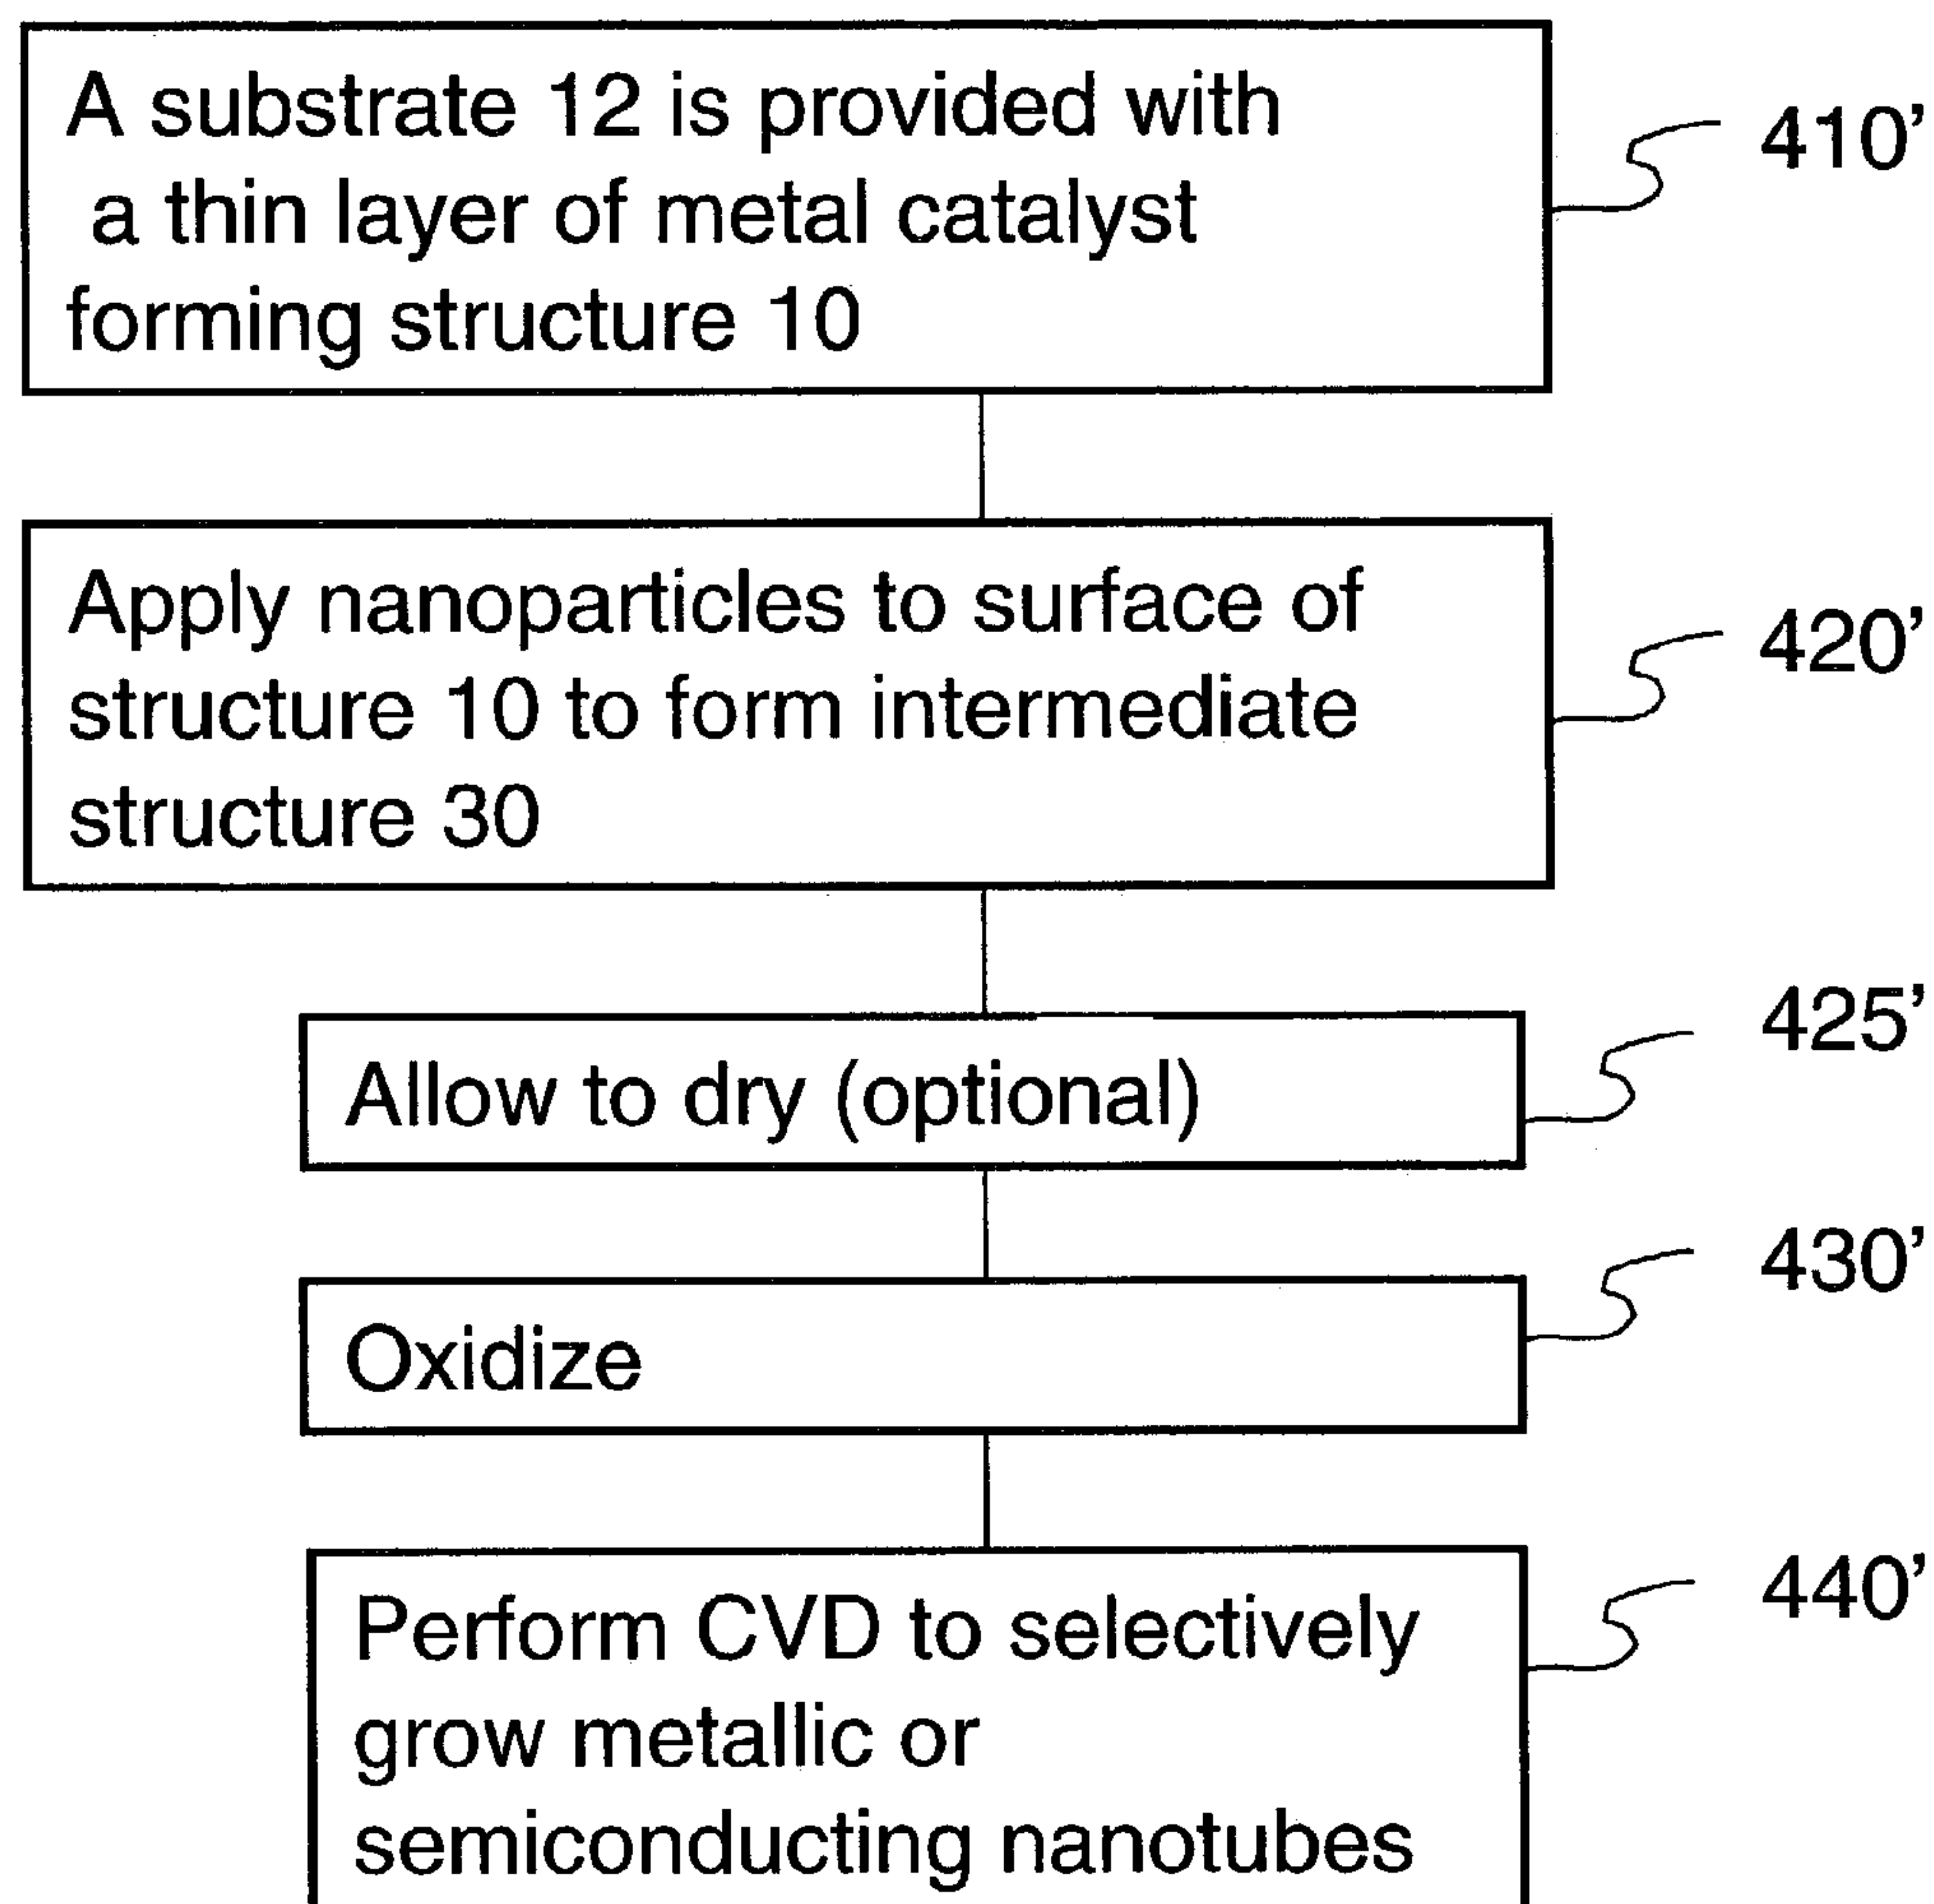 A substrate 12 is provided with
a thin layer of metal catalyst
forming structure 10
410’
Apply nanoparticles to surface of
structure 10 to form intermediate
structure 30
420’
Allow to dry (optional)
425’
Oxidize
430’
Perform CVD to selectively
grow metallic or
semiconducting nanotubes
440’